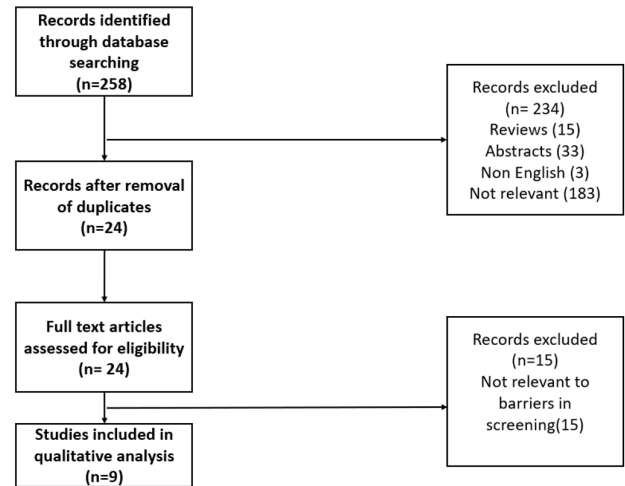 Records identified
through database
searching
(n=258)
Records excluded
(n= 234)
Reviews (15)
Abstracts (33)
Non English (3)
Not relevant (183)
Records after removal
of duplicates
(n=24)
Full text articles
assessed for eligibility
(n= 24)
Records excluded
(n=15)
Not relevant to
barriers in
screening(15)
Studies included in
qualitative analysis
(n=9)